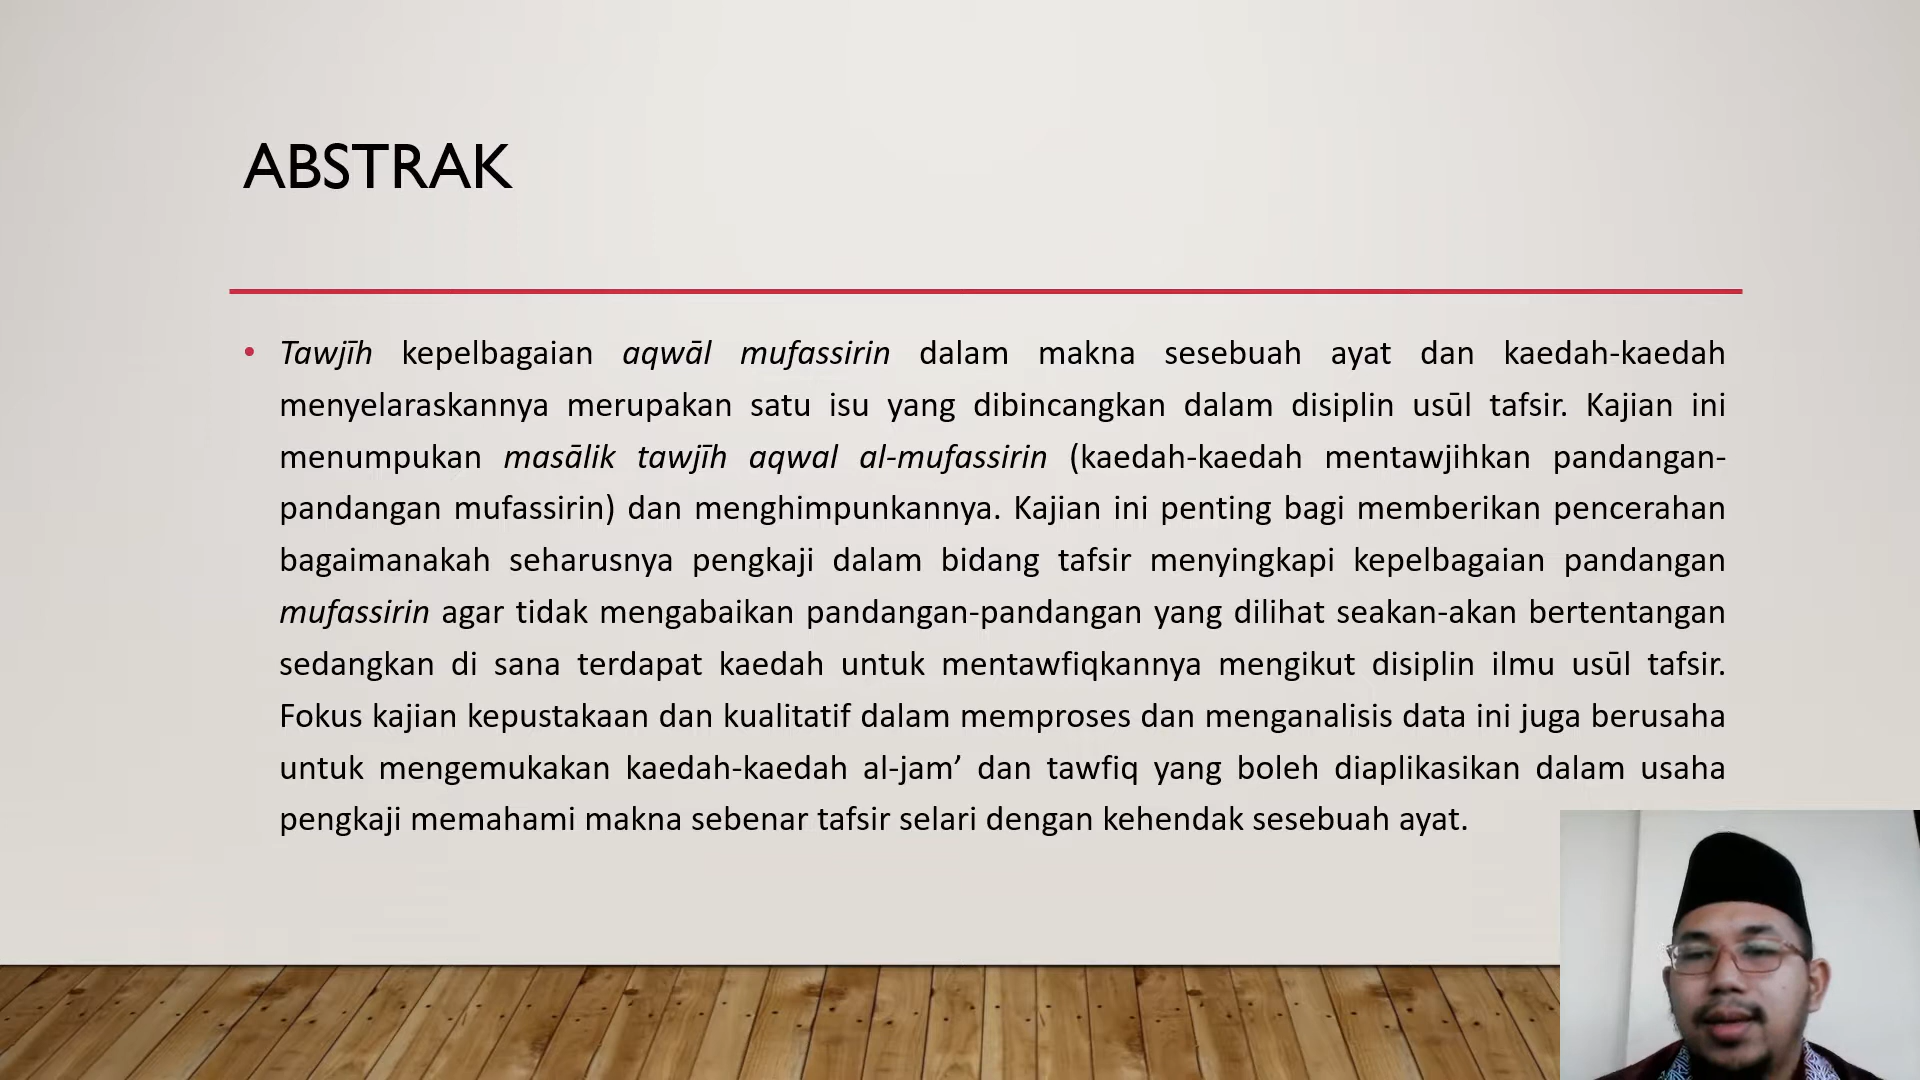 ABSTRAK
• Tawjīh kepelbagaian aqwāl mufassirin dalam makna sesebuah ayat dan kaedah-kaedah
menyelaraskannya merupakan satu isu yang dibincangkan dalam disiplin usūl tafsir. Kajian ini
menumpukan masālik tawjīh aqwal al-mufassirin (kaedah-kaedah mentawjihkan pandangan-
pandangan mufassirin) dan menghimpunkannya. Kajian ini penting bagi memberikan pencerahan
bagaimanakah seharusnya pengkaji dalam bidang tafsir menyingkapi kepelbagaian pandangan
mufassirin agar tidak mengabaikan pandangan-pandangan yang dilihat seakan-akan bertentangan
sedangkan di sana terdapat kaedah untuk mentawfiqkannya mengikut disiplin ilmu usūl tafsir.
Fokus kajian kepustakaan dan kualitatif dalam memproses dan menganalisis data ini juga berusaha
untuk mengemukakan kaedah-kaedah al-jam’ dan tawfiq yang boleh diaplikasikan dalam usaha
pengkaji memahami makna sebenar tafsir selari dengan kehendak sesebuah ayat.